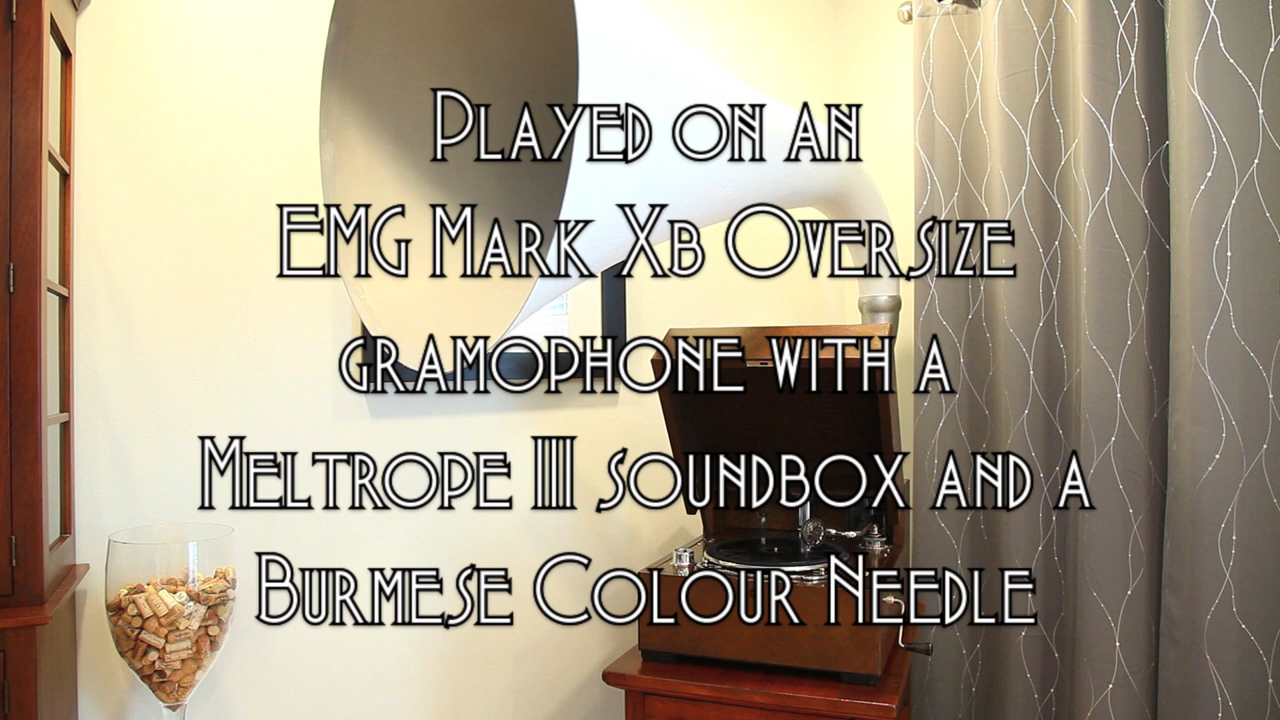 Played on an
EMG Mark Xb Oversize
gramophone with a
Meltrope III soundbox and a
Burmese Colour Needle